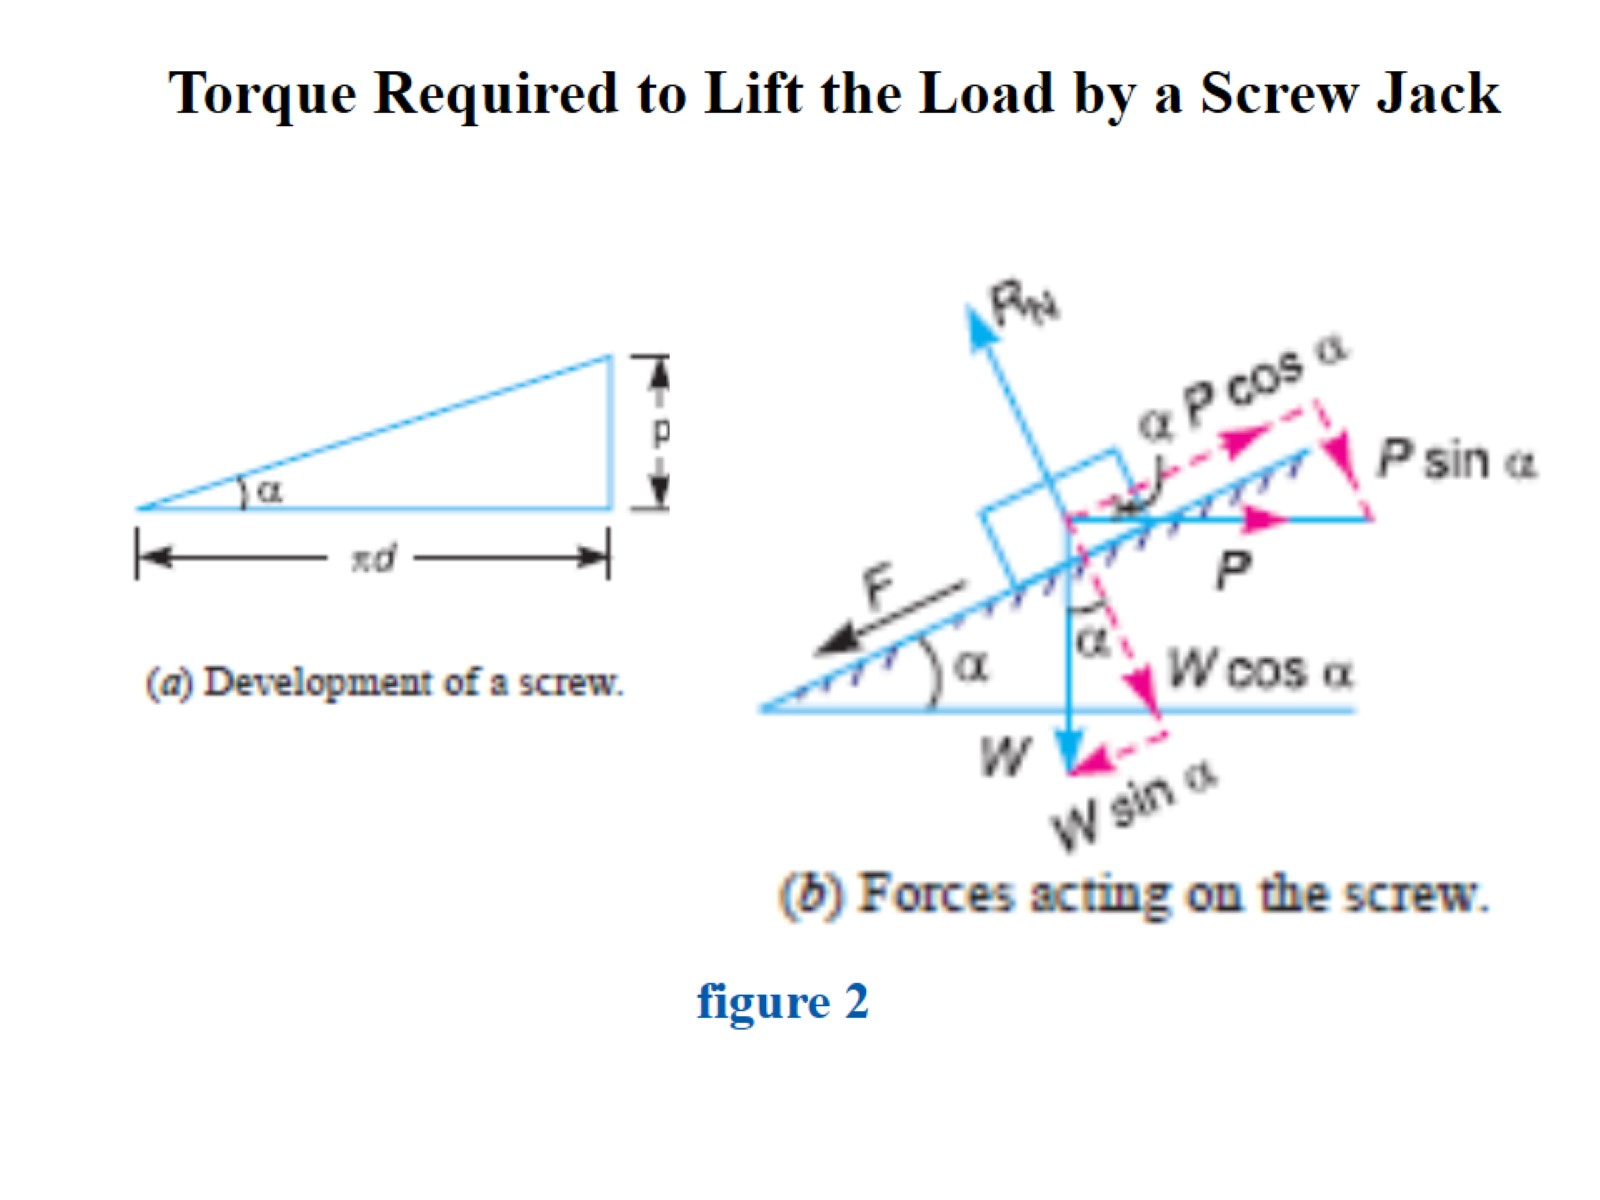 Torque Required to Lift the Load by a Screw Jack
p
α
πd
(a) Development of a screw.
R_N
P cos α
α
P sin α
P
F
α
α
W cos α
W
W sin α
(b) Forces acting on the screw.
figure 2